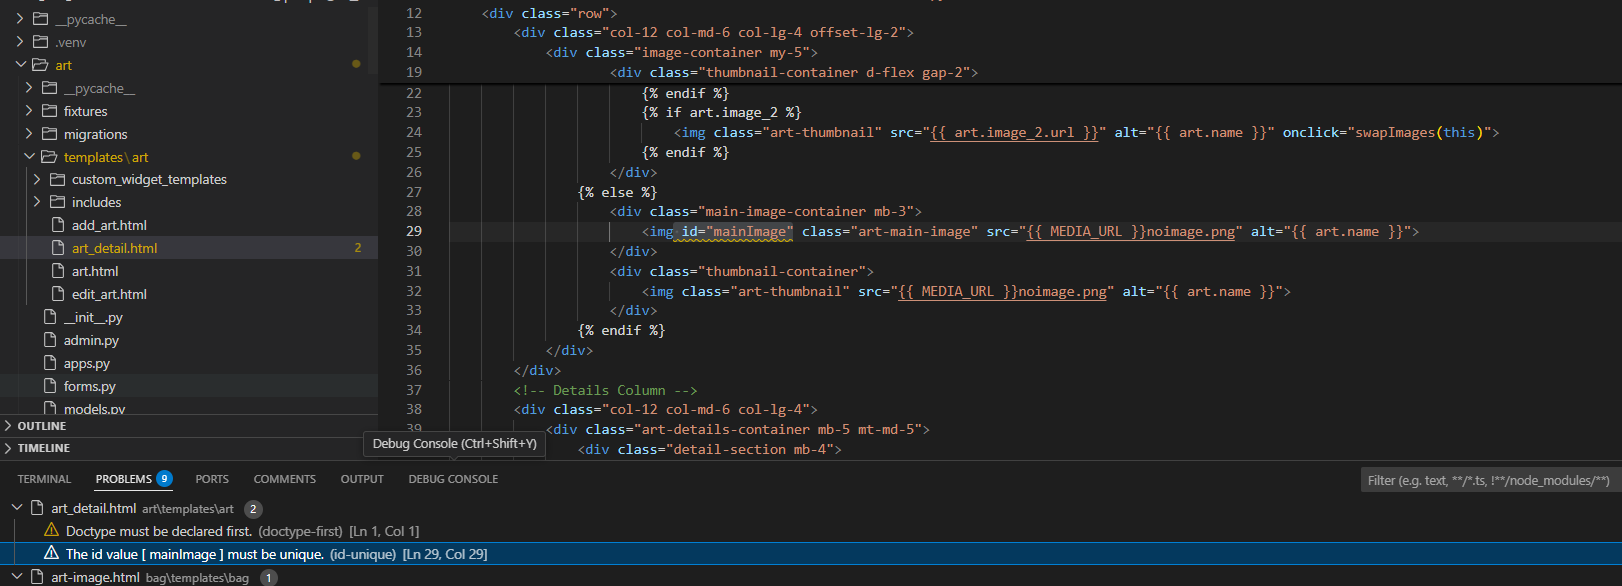 __pycache__
.venv
art
__pycache__
fixtures
migrations
templates\art
custom_widget_templates
includes
add_art.html
art_detail.html 2
art.html
edit_art.html
__init__.py
admin.py
apps.py
forms.py
models.py
OUTLINE
TIMELINE
12 <div class="row">
13 <div class="col-12 col-md-6 col-lg-4 offset-lg-2">
14 <div class="image-container my-5">
19 <div class="thumbnail-container d-flex gap-2">
22 {% endif %}
23 {% if art.image_2 %}
24 <img class="art-thumbnail" src="{{ art.image_2.url }}" alt="{{ art.name }}" onclick="swapImages(this)">
25 {% endif %}
26 </div>
27 {% else %}
28 <div class="main-image-container mb-3">
29 <img id="mainImage" class="art-main-image" src="{{ MEDIA_URL }}noimage.png" alt="{{ art.name }}">
30 </div>
31 <div class="thumbnail-container">
32 <img class="art-thumbnail" src="{{ MEDIA_URL }}noimage.png" alt="{{ art.name }}">
33 </div>
34 {% endif %}
35 </div>
36 </div>
37 <!-- Details Column -->
38 <div class="col-12 col-md-6 col-lg-4">
39 <div class="art-details-container mb-5 mt-md-5">
<div class="detail-section mb-4">
Debug Console (Ctrl+Shift+Y)
TERMINAL PROBLEMS 9 PORTS COMMENTS OUTPUT DEBUG CONSOLE
Filter (e.g. text, **/*.ts, !**/node_modules/**)
art_detail.html art\templates\art 2
Doctype must be declared first. (doctype-first) [Ln 1, Col 1]
The id value [ mainImage ] must be unique. (id-unique) [Ln 29, Col 29]
art-image.html bag\templates\bag 1